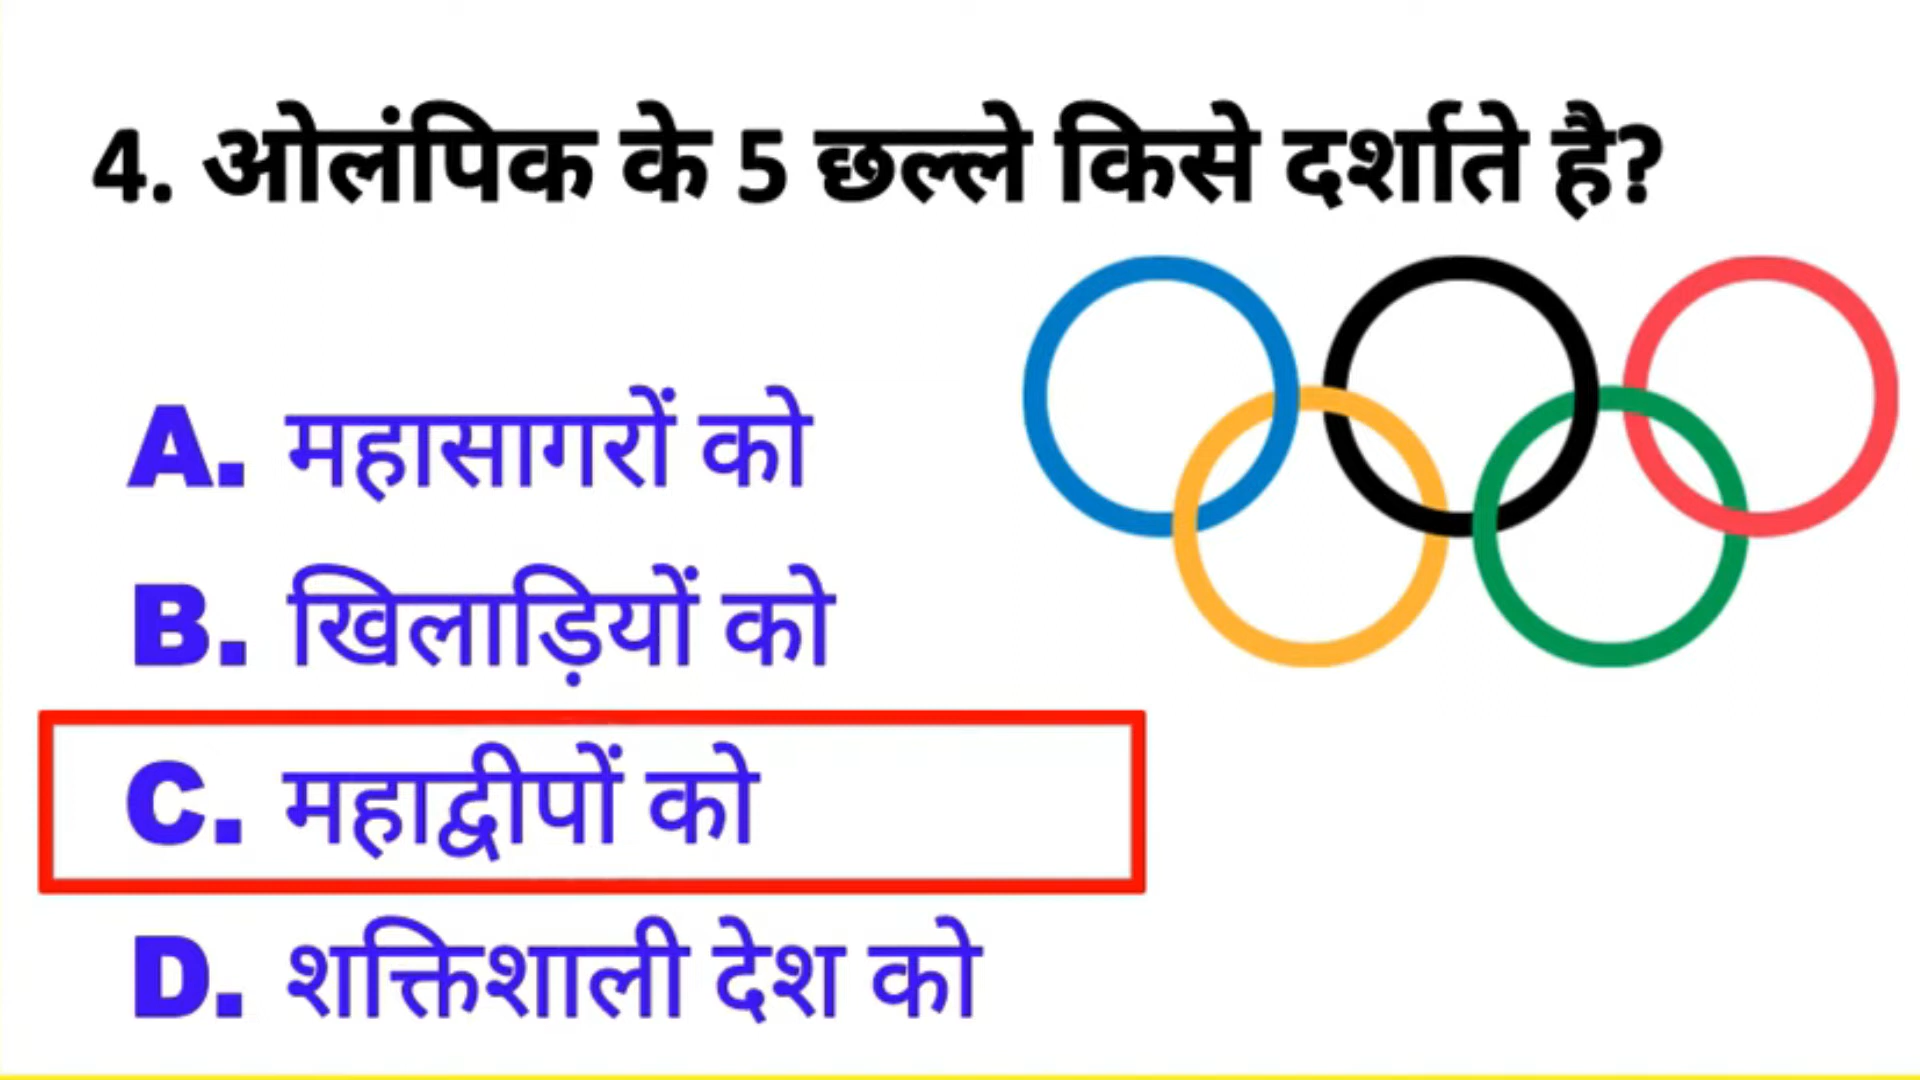 4. ओलंपिक के 5 छल्ले किसे दर्शाते है?
A. महासागरों को
B. खिलाड़ियों को
C. महाद्वीपों को
D. शक्तिशाली देश को